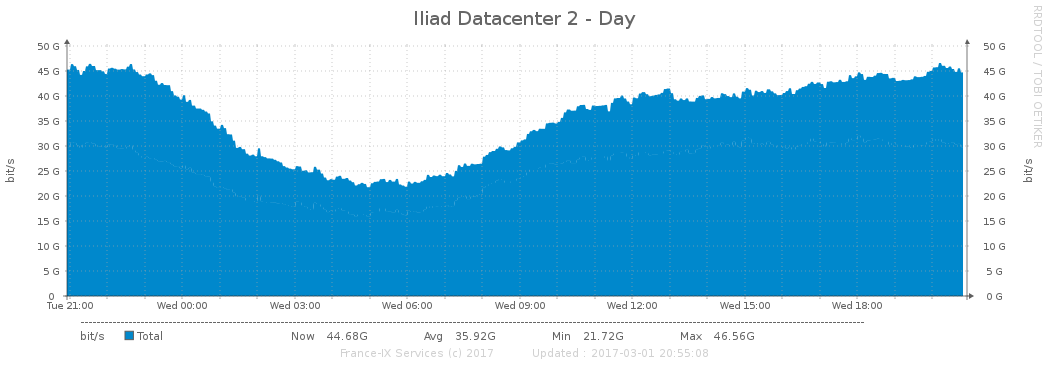 Iliad Datacenter 2 - Day
RRDTOOL / TOBI OETIKER
50 G 50 G
45 G 45 G
40 G 40 G
35 G 35 G
30 G 30 G
25 G 25 G
20 G 20 G
15 G 15 G
10 G 10 G
5 G 5 G
0 0 G
bit/s bit/s
Tue 21:00 Wed 00:00 Wed 03:00 Wed 06:00 Wed 09:00 Wed 12:00 Wed 15:00 Wed 18:00
bit/s Total Now 44.68G Avg 35.92G Min 21.72G Max 46.56G
France-IX Services (c) 2017 Updated : 2017-03-01 20:55:08